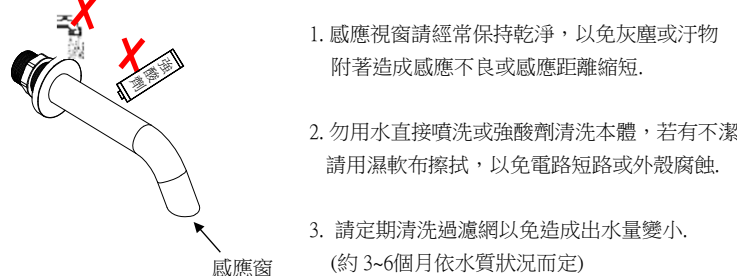 強酸劑
感應窗
1. 感應視窗請經常保持乾淨，以免灰塵或汙物
附著造成感應不良或感應距離縮短.
2. 勿用水直接噴洗或強酸劑清洗本體，若有不潔
請用濕軟布擦拭，以免電路短路或外殼腐蝕.
3. 請定期清洗過濾網以免造成出水量變小.
(約 3~6個月依水質狀況而定)